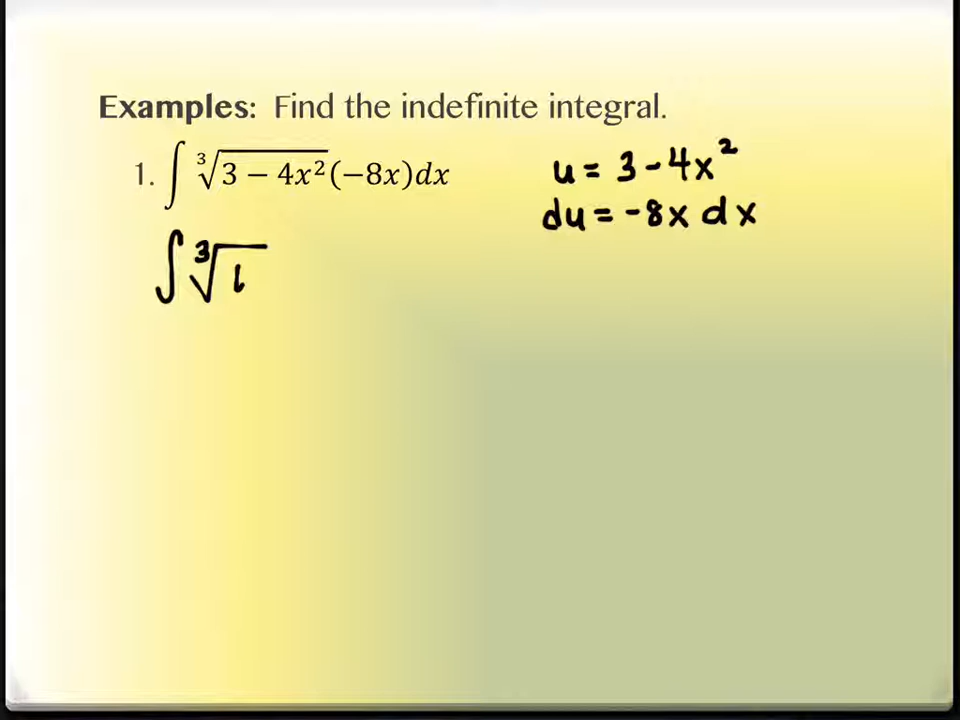 Examples: Find the indefinite integral.
1. ∫ ∛(3 − 4x²)(−8x)dx
u = 3 - 4x²
du = -8x dx
∫ ∛